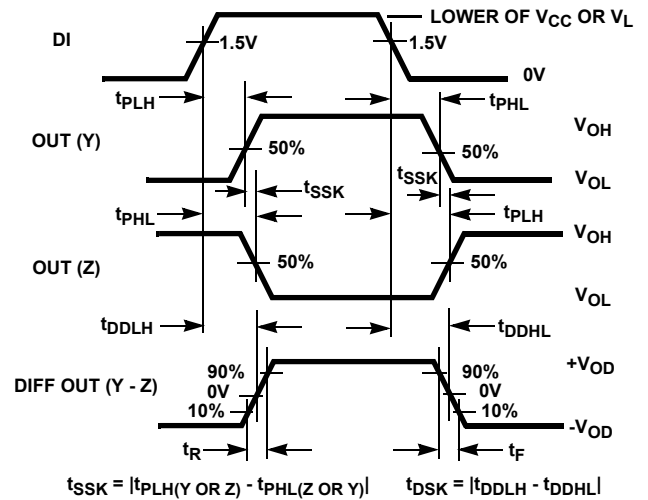 LOWER OF VCC OR VL
DI
1.5V
1.5V
0V
tPLH
tPHL
OUT (Y)
VOH
50%
50%
tSSK
tSSK
VOL
tPHL
tPLH
VOH
OUT (Z)
50%
50%
VOL
tDDLH
tDDHL
90%
90%
+VOD
DIFF OUT (Y - Z)
0V
0V
10%
10%
-VOD
tR
tF
tSSK = |tPLH(Y OR Z) - tPHL(Z OR Y)|
tDSK = |tDDLH - tDDHL|